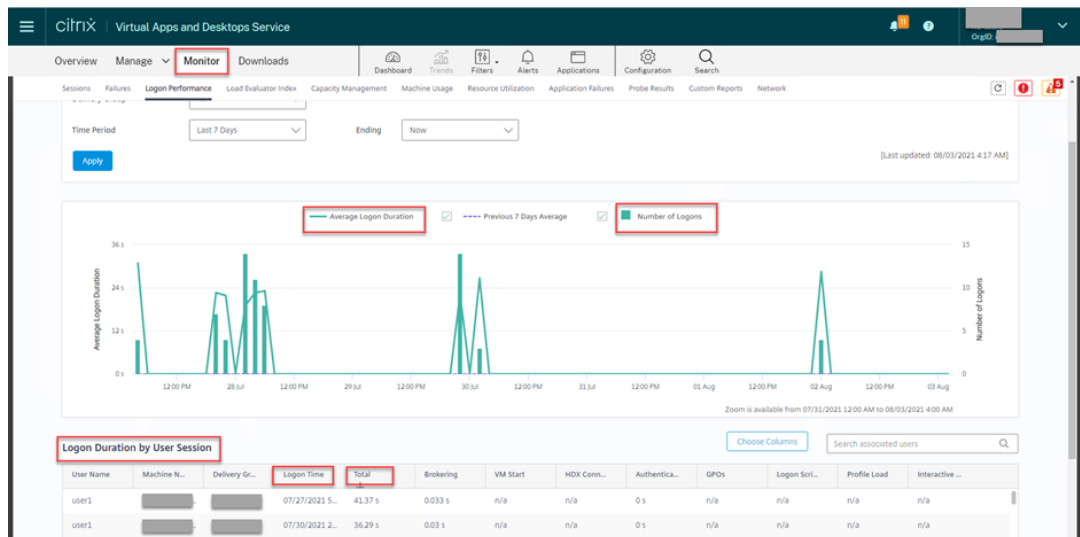 citrix | Virtual Apps and Desktops Service
11
?
OrgID:
Overview Manage Monitor Downloads
Dashboard Trends Filters Alerts Applications Configuration Search
Sessions Failures Logon Performance Load Evaluator Index Capacity Management Machine Usage Resource Utilization Application Failures Probe Results Custom Reports Network
5
Time Period Last 7 Days Ending Now
Apply
[Last updated: 08/03/2021 4:17 AM]
Average Logon Duration Previous 7 Days Average Number of Logons
36 s 15
24 s 10
12 s 5
0 s 0
Average Logon Duration
Number of Logons
12:00 PM 28 Jul 12:00 PM 29 Jul 12:00 PM 30 Jul 12:00 PM 31 Jul 12:00 PM 01 Aug 12:00 PM 02 Aug 12:00 PM 03 Aug
Zoom is available from 07/31/2021 12:00 AM to 08/03/2021 4:00 AM
Logon Duration by User Session
Choose Columns
Search associated users
User Name Machine N... Delivery Gr... Logon Time Total Brokering VM Start HDX Conn... Authentica... GPOs Logon Scri... Profile Load Interactive ...
user1 07/27/2021 5... 41.37 s 0.033 s n/a n/a 0 s n/a n/a n/a n/a
user1 07/30/2021 2... 36.29 s 0.03 s n/a n/a 0 s n/a n/a n/a n/a